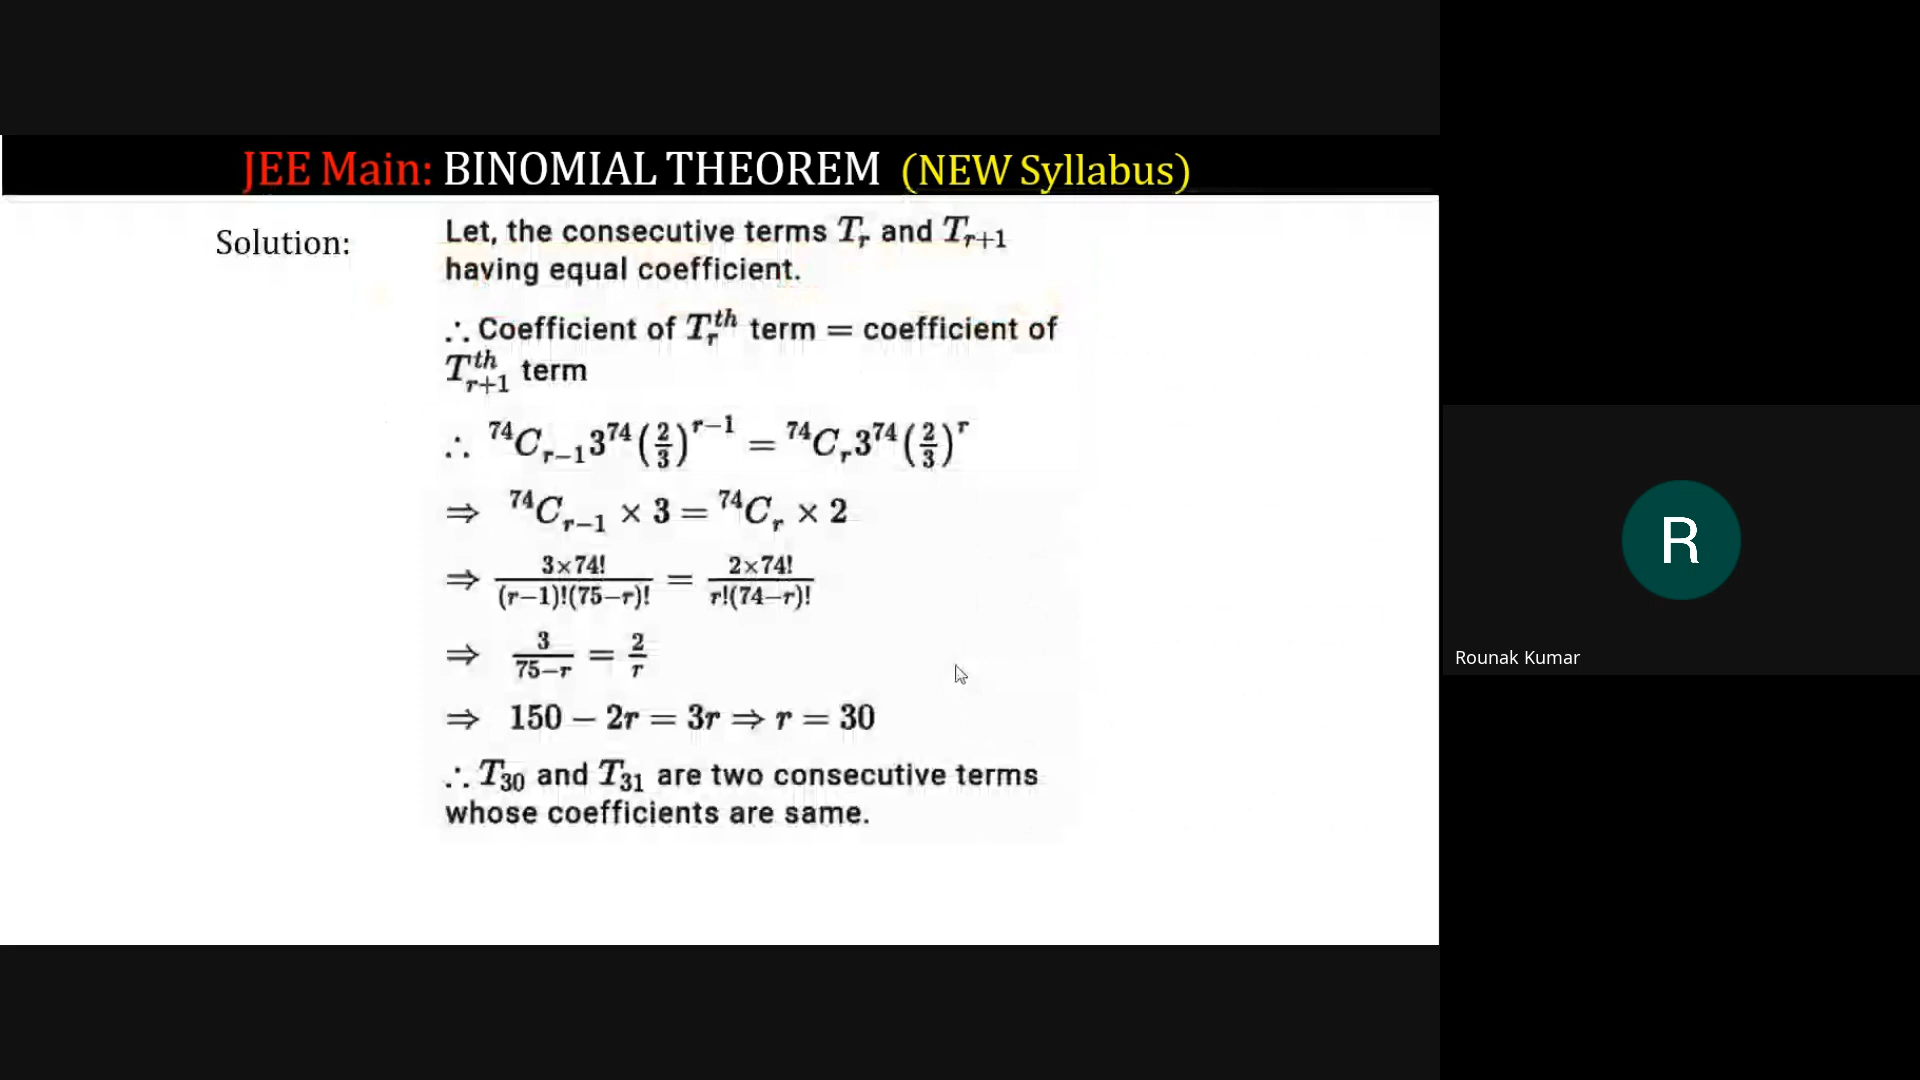 JEE Main: BINOMIAL THEOREM (NEW Syllabus)
Solution:
Let, the consecutive terms T_r and T_{r+1}
having equal coefficient.
∴ Coefficient of T_r^{th} term = coefficient of
T_{r+1}^{th} term
∴ ^{74}C_{r−1}3^{74}(2/3)^{r−1} = ^{74}C_r3^{74}(2/3)^r
⇒ ^{74}C_{r−1} × 3 = ^{74}C_r × 2
⇒ 3×74!/(r−1)!(75−r)! = 2×74!/r!(74−r)!
⇒ 3/75−r = 2/r
⇒ 150 − 2r = 3r ⇒ r = 30
∴ T_{30} and T_{31} are two consecutive terms
whose coefficients are same.
R
Rounak Kumar